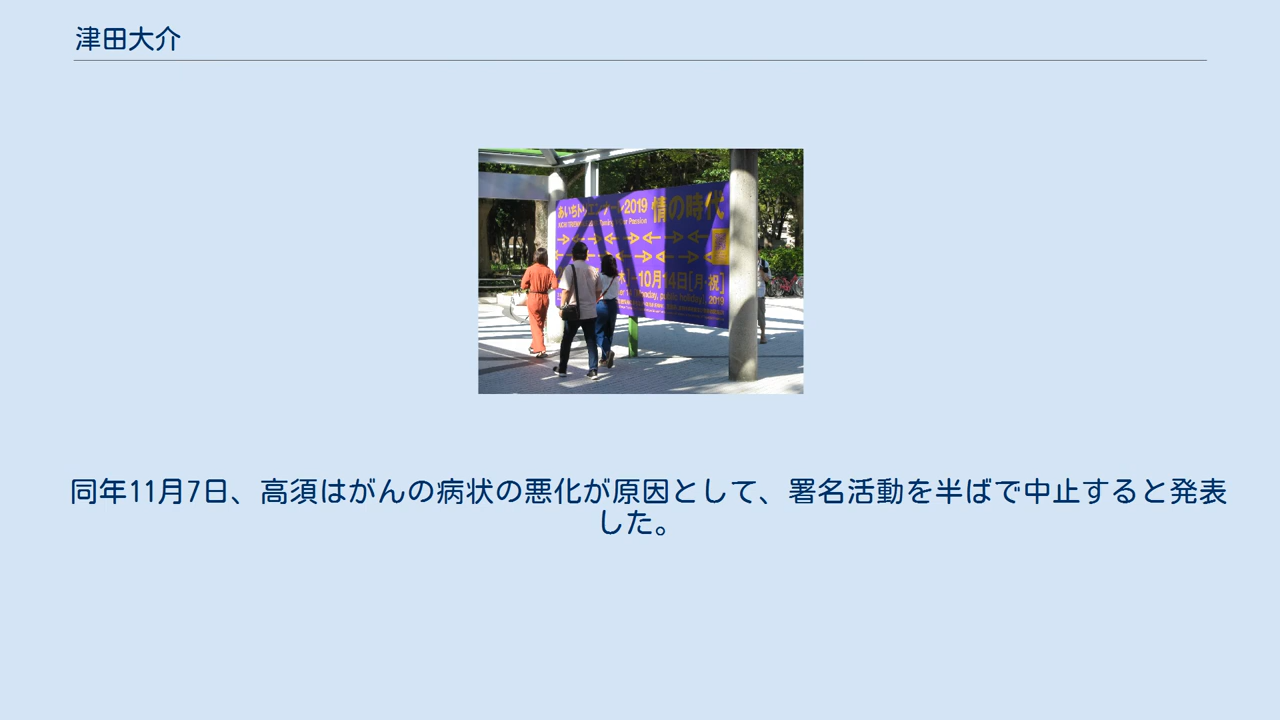 津田大介
あいちトリエンナーレ2019 情の時代
10月14日[月・祝]
同年11月7日、高須はがんの病状の悪化が原因として、署名活動を半ばで中止すると発表
した。